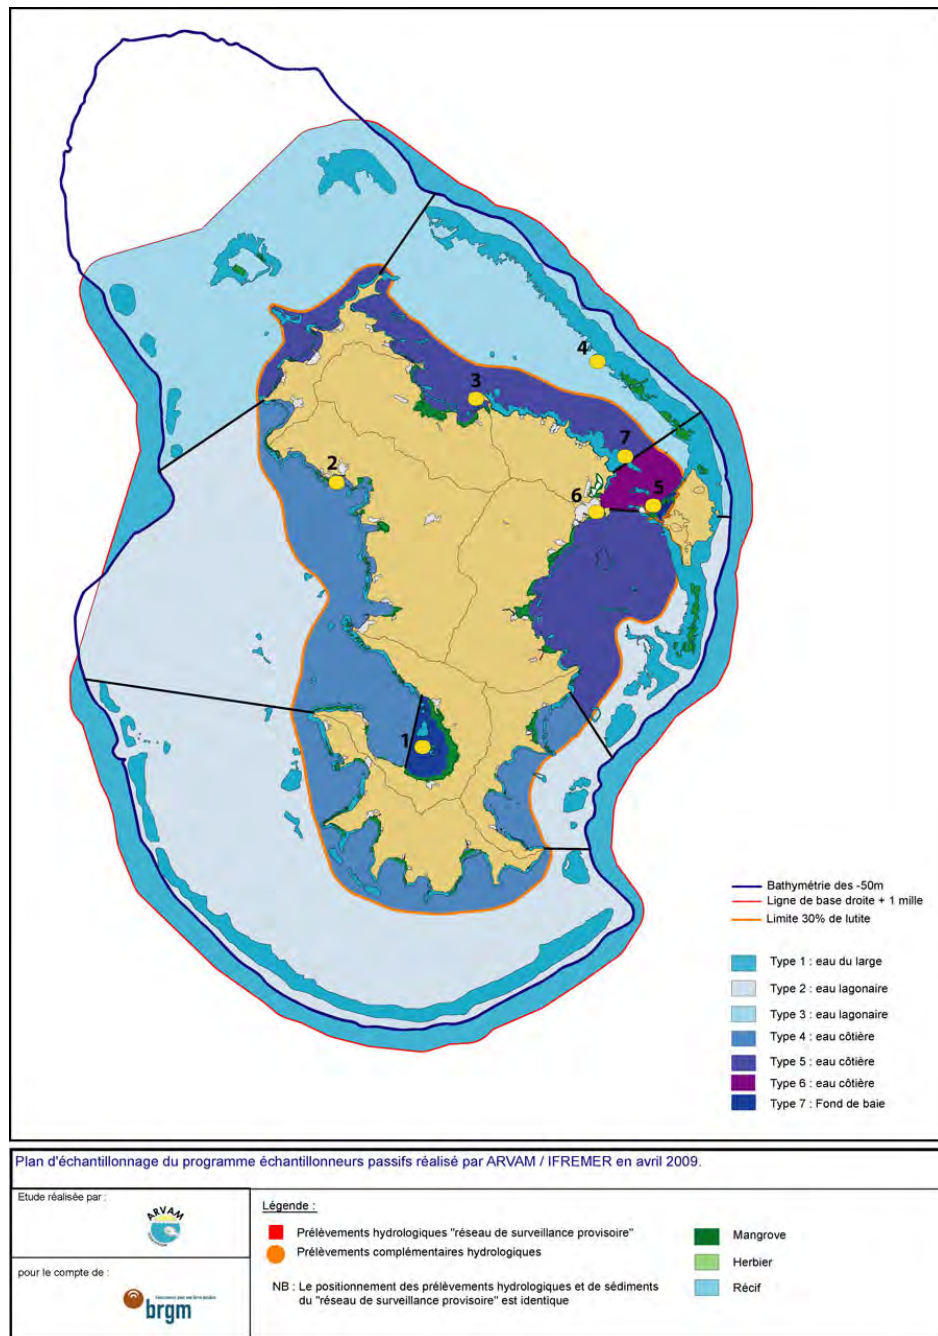 4
3
2
7
5
6
1
Bathymétrie des -50m
Ligne de base droite + 1 mille
Limite 30% de lutite
Type 1 : eau du large
Type 2 : eau lagonaire
Type 3 : eau lagonaire
Type 4 : eau côtière
Type 5 : eau côtière
Type 6 : eau côtière
Type 7 : Fond de baie
Plan d'échantillonnage du programme échantillonneurs passifs réalisé par ARVAM / IFREMER en avril 2009.
Etude réalisée par :
ARVAM
pour le compte de :
brgm
Légende :
Prélèvements hydrologiques "réseau de surveillance provisoire"
Prélèvements complémentaires hydrologiques
NB : Le positionnement des prélèvements hydrologiques et de sédiments
du "réseau de surveillance provisoire" est identique
Mangrove
Herbier
Récif